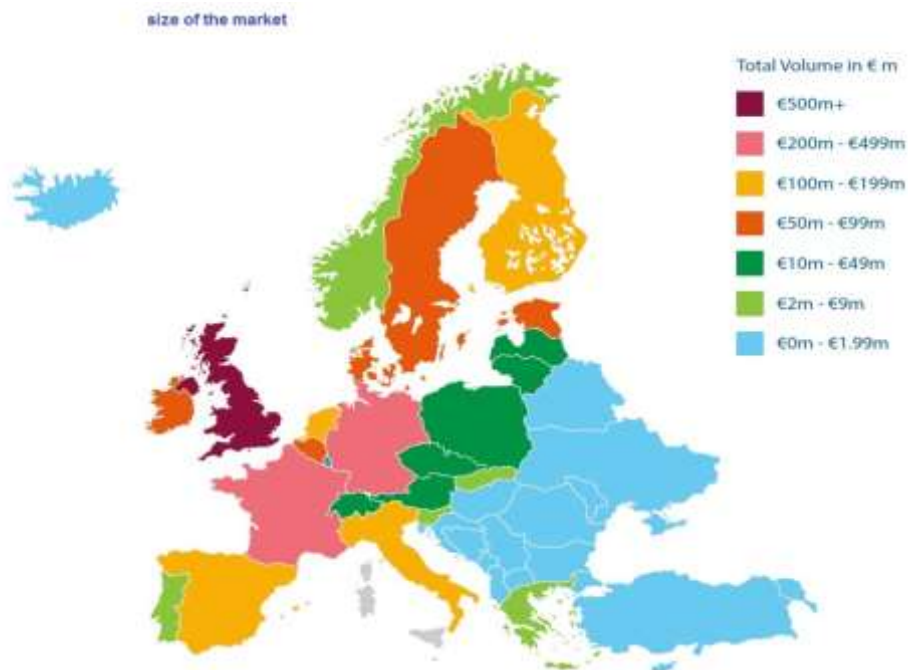 size of the market
Total Volume in € m
€500m+
€200m - €499m
€100m - €199m
€50m - €99m
€10m - €49m
€2m - €9m
€0m - €1.99m